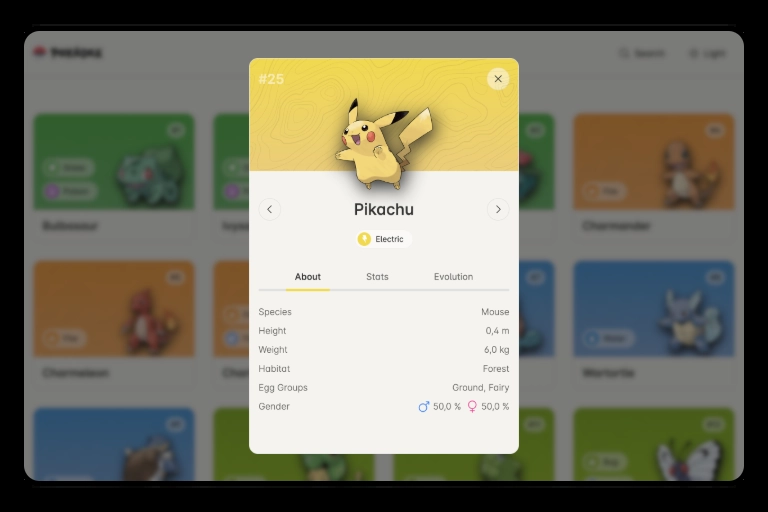 Search
Light
#25
Pikachu
Electric
About Stats Evolution
Species Mouse
Height 0,4 m
Weight 6,0 kg
Habitat Forest
Egg Groups Ground, Fairy
Gender 50,0 % 50,0 %
Bulbasaur
Charmander
Charmeleon
Wartortle